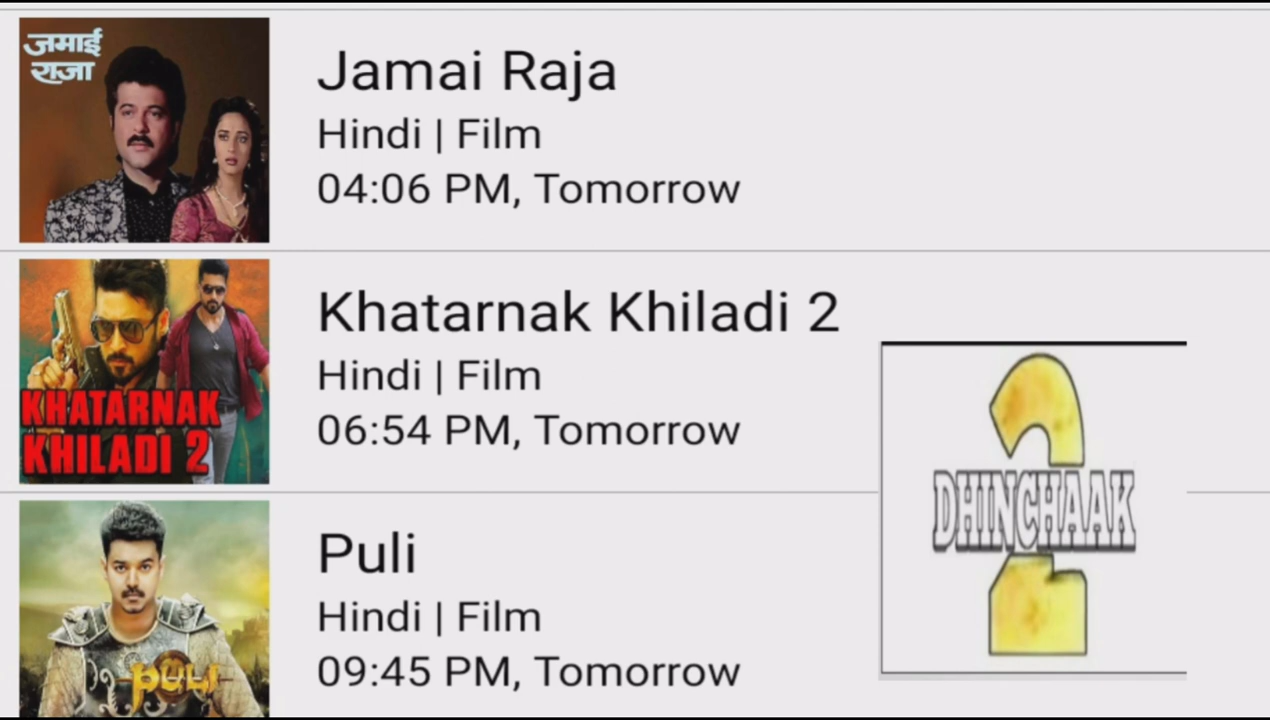 जमाई
राजा
Jamai Raja
Hindi | Film
04:06 PM, Tomorrow
KHATARNAK
KHILADI 2
Khatarnak Khiladi 2
Hindi | Film
06:54 PM, Tomorrow
PULI
Puli
Hindi | Film
09:45 PM, Tomorrow
2
DHINCHAAK